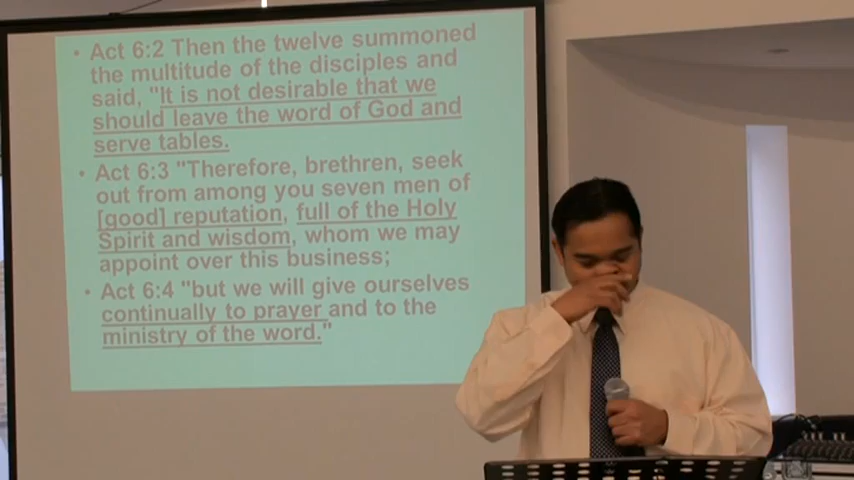 • Act 6:2 Then the twelve summoned
the multitude of the disciples and
said, "It is not desirable that we
should leave the word of God and
serve tables.
• Act 6:3 "Therefore, brethren, seek
out from among you seven men of
[good] reputation, full of the Holy
Spirit and wisdom, whom we may
appoint over this business;
• Act 6:4 "but we will give ourselves
continually to prayer and to the
ministry of the word."